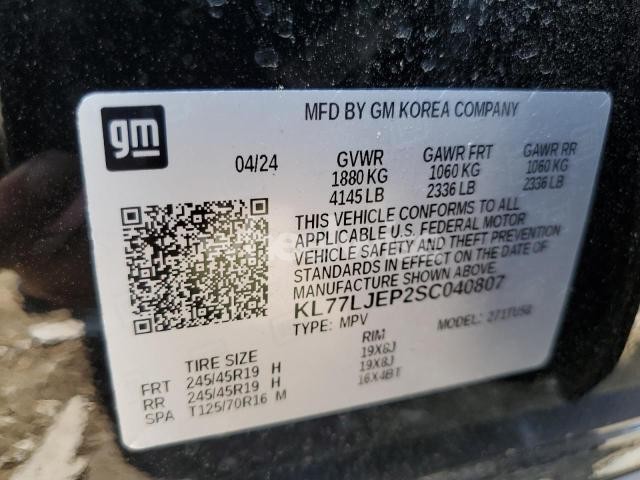 gm
MFD BY GM KOREA COMPANY
04/24 GVWR GAWR FRT GAWR RR
1880 KG 1060 KG 1060 KG
4145 LB 2336 LB 2336 LB
THIS VEHICLE CONFORMS TO ALL
APPLICABLE U.S. FEDERAL MOTOR
VEHICLE SAFETY AND THEFT PREVENTION
STANDARDS IN EFFECT ON THE DATE OF
MANUFACTURE SHOWN ABOVE.
KL77LJEP2SC040807
TYPE: MPV MODEL: 271TU58
TIRE SIZE RIM
FRT 245/45R19 H 19X8J
RR 245/45R19 H 19X8J
SPA T125/70R16 M 16X4BT